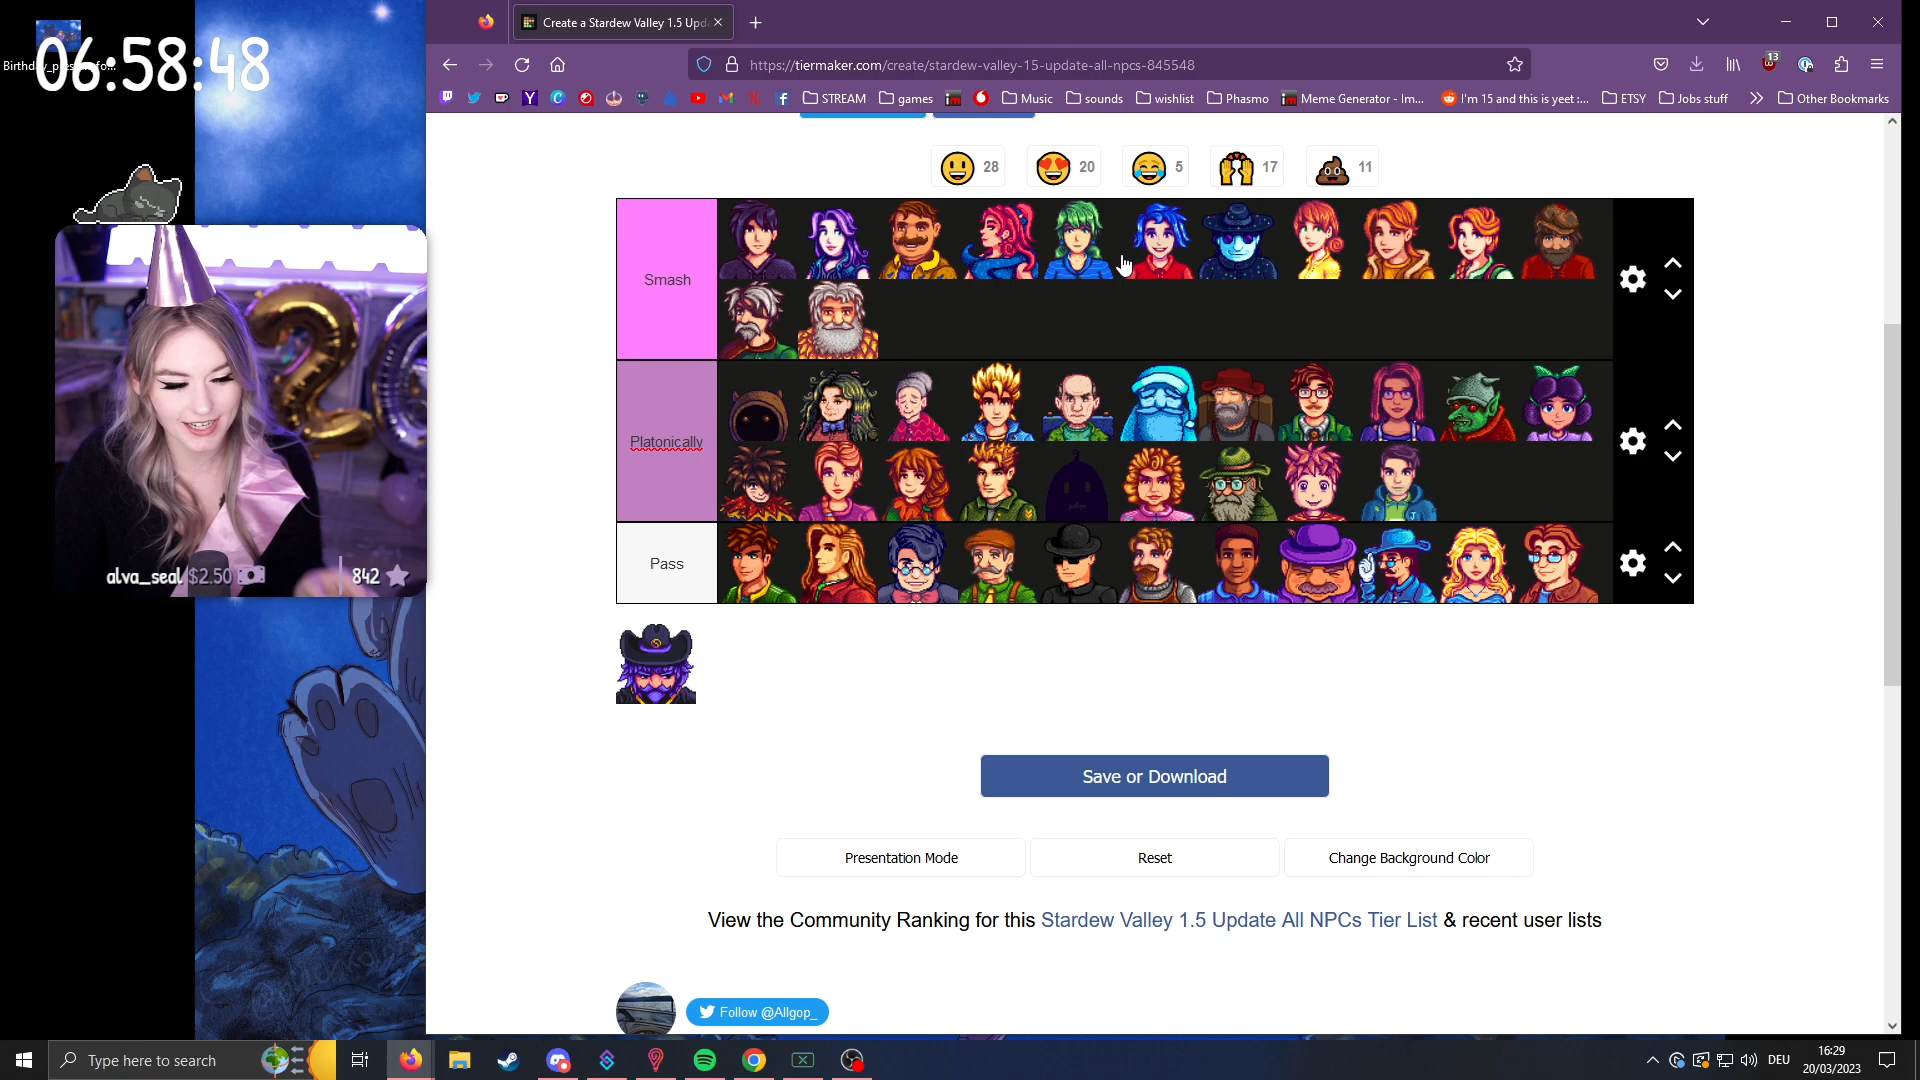 06:58:48
Create a Stardew Valley 1.5 Upd
https://tiermaker.com/create/stardew-valley-15-update-all-npcs-845548
13
STREAM
games
Music
sounds
wishlist
Phasmo
Meme Generator - Im...
I'm 15 and this is yeet :...
ETSY
Jobs stuff
Other Bookmarks
28
20
5
17
11
Smash
Platonically
Pass
26
alva_seal $2.50
842
Save or Download
Presentation Mode
Reset
Change Background Color
View the Community Ranking for this Stardew Valley 1.5 Update All NPCs Tier List & recent user lists
Follow @Allgop_
Type here to search
DEU
16:29
20/03/2023